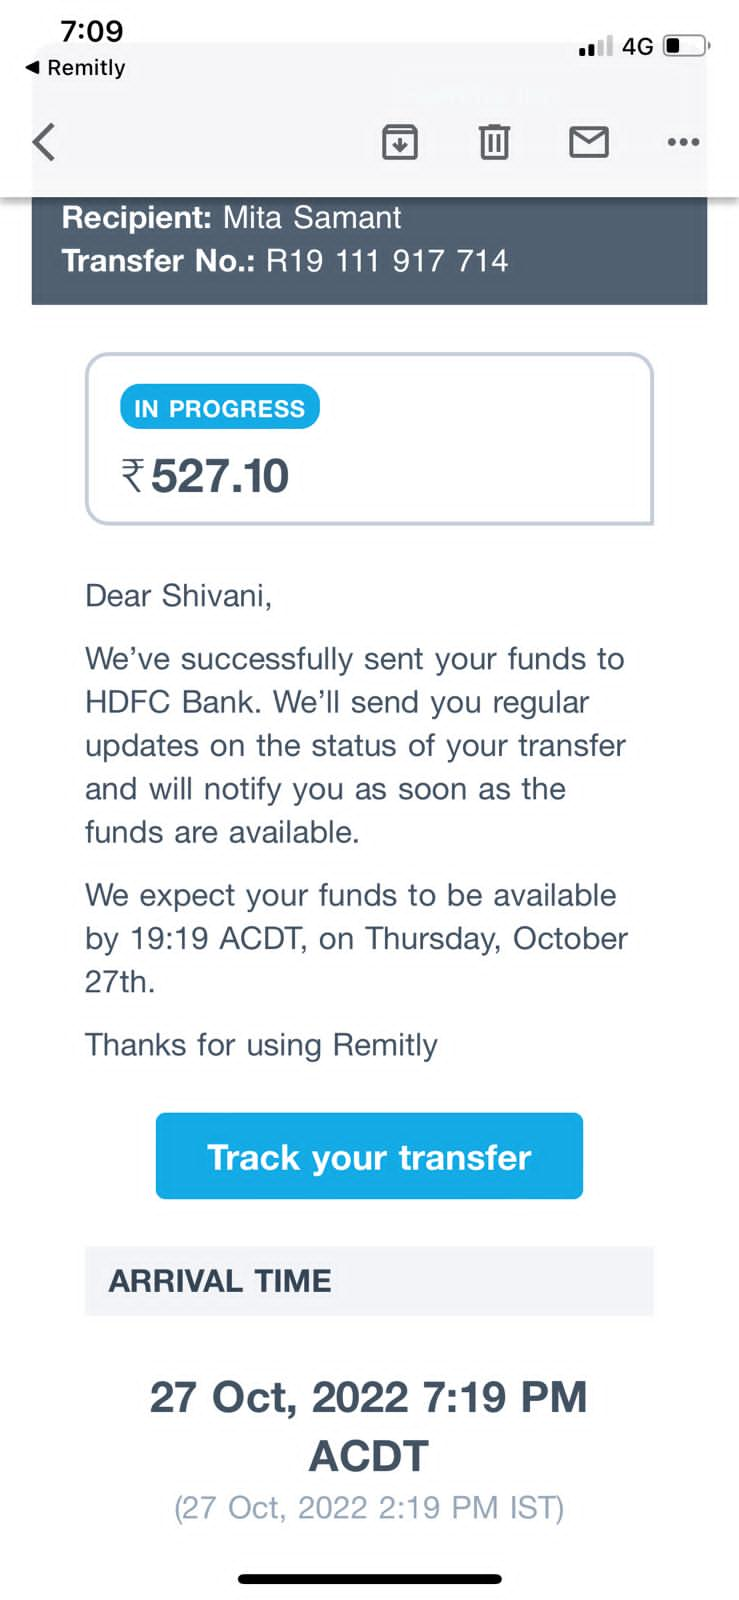 7:09
4G
◀ Remitly
Recipient: Mita Samant
Transfer No.: R19 111 917 714
IN PROGRESS
₹527.10
Dear Shivani,
We’ve successfully sent your funds to
HDFC Bank. We’ll send you regular
updates on the status of your transfer
and will notify you as soon as the
funds are available.
We expect your funds to be available
by 19:19 ACDT, on Thursday, October
27th.
Thanks for using Remitly
Track your transfer
ARRIVAL TIME
27 Oct, 2022 7:19 PM
ACDT
(27 Oct, 2022 2:19 PM IST)